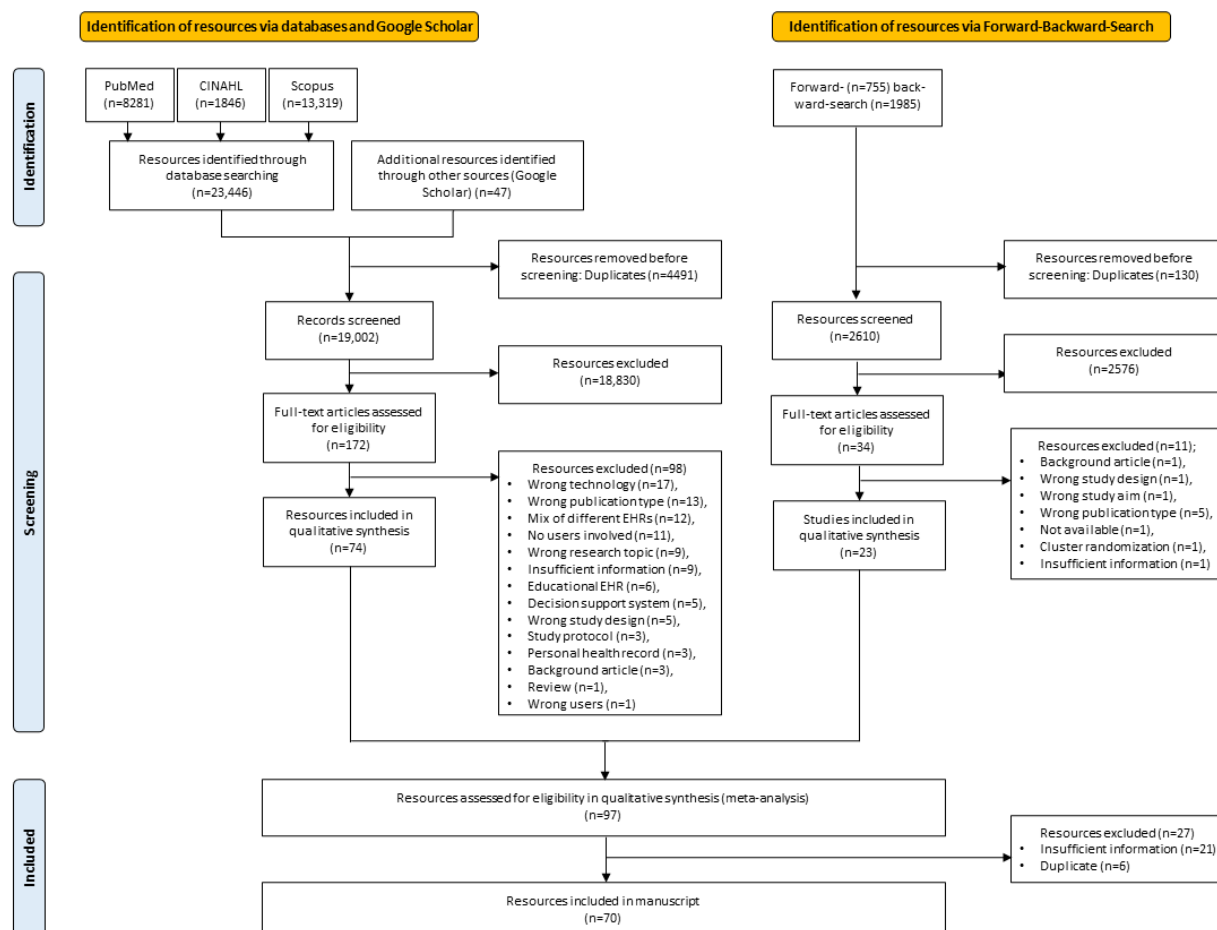 Identification of resources via databases and Google Scholar
Identification of resources via Forward-Backward-Search
Identification
PubMed
(n=8281)
CINAHL
(n=1846)
Scopus
(n=13,319)
Forward- (n=755) back-
ward-search (n=1985)
Resources identified through
database searching
(n=23,446)
Additional resources identified
through other sources (Google
Scholar) (n=47)
Screening
Resources removed before
screening: Duplicates (n=4491)
Resources removed before
screening: Duplicates (n=130)
Records screened
(n=19,002)
Resources screened
(n=2610)
Resources excluded
(n=18,830)
Resources excluded
(n=2576)
Full-text articles assessed
for eligibility
(n=172)
Full-text articles assessed
for eligibility
(n=34)
Resources excluded (n=98)
• Wrong technology (n=17),
• Wrong publication type (n=13),
• Mix of different EHRs (n=12),
• No users involved (n=11),
• Wrong research topic (n=9),
• Insufficient information (n=9),
• Educational EHR (n=6),
• Decision support system (n=5),
• Wrong study design (n=5),
• Study protocol (n=3),
• Personal health record (n=3),
• Background article (n=3),
• Review (n=1),
• Wrong users (n=1)
Resources excluded (n=11);
• Background article (n=1),
• Wrong study design (n=1),
• Wrong study aim (n=1),
• Wrong publication type (n=5),
• Not available (n=1),
• Cluster randomization (n=1),
• Insufficient information (n=1)
Resources included in
qualitative synthesis
(n=74)
Studies included in
qualitative synthesis
(n=23)
Included
Resources assessed for eligibility in qualitative synthesis (meta-analysis)
(n=97)
Resources excluded (n=27)
• Insufficient information (n=21)
• Duplicate (n=6)
Resources included in manuscript
(n=70)